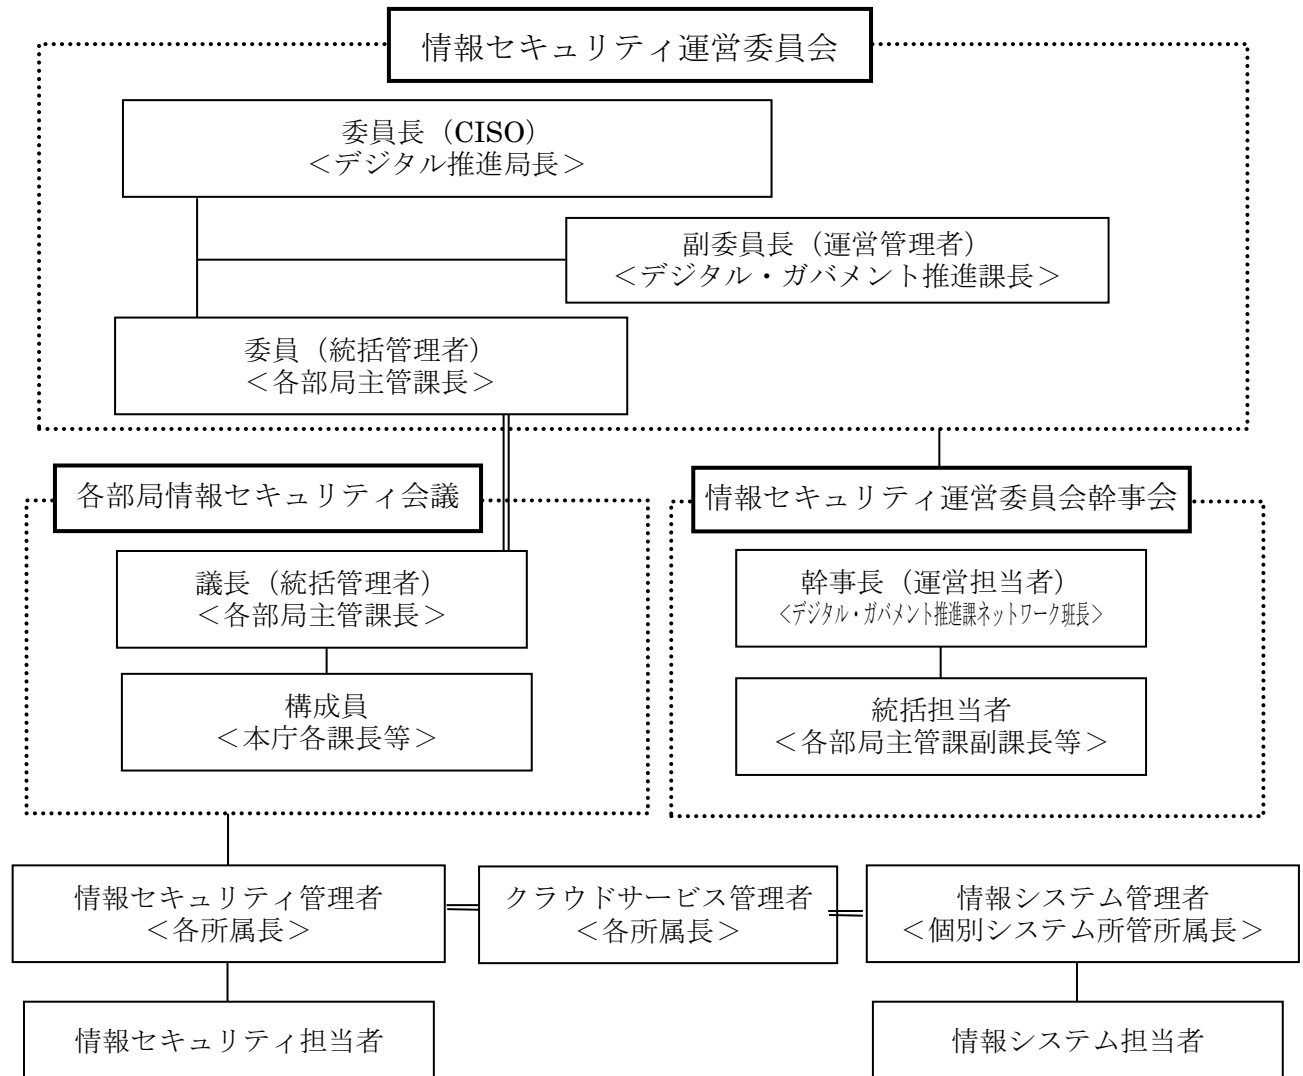 情報セキュリティ運営委員会
委員長（CISO）
＜デジタル推進局長＞
副委員長（運営管理者）
＜デジタル・ガバメント推進課長＞
委員（統括管理者）
＜各部局主管課長＞
各部局情報セキュリティ会議
議長（統括管理者）
＜各部局主管課長＞
構成員
＜本庁各課長等＞
情報セキュリティ運営委員会幹事会
幹事長（運営担当者）
＜デジタル・ガバメント推進課ネットワーク班長＞
統括担当者
＜各部局主管課副課長等＞
情報セキュリティ管理者
＜各所属長＞
クラウドサービス管理者
＜各所属長＞
情報システム管理者
＜個別システム所管所属長＞
情報セキュリティ担当者
情報システム担当者